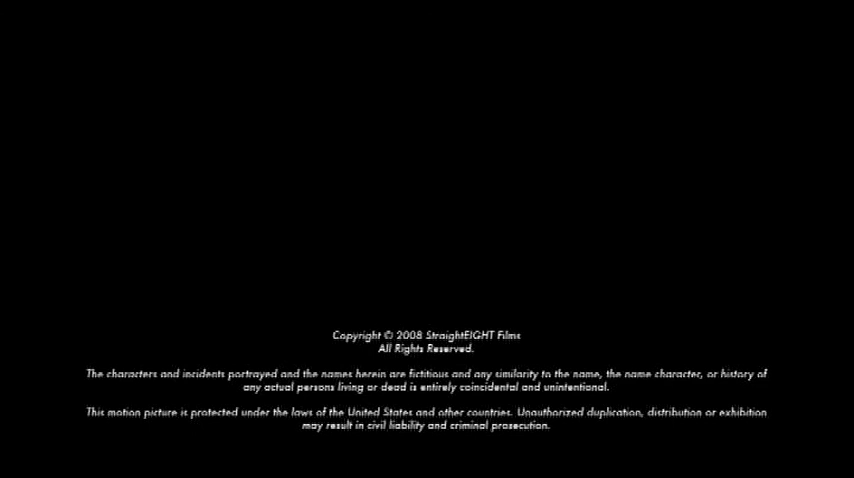 Copyright © 2008 StraightEIGHT Films
All Rights Reserved.
The characters and incidents portrayed and the names herein are fictitious and any similarity to the name, the name character, or history of
any actual persons living or dead is entirely coincidental and unintentional.
This motion picture is protected under the laws of the United States and other countries. Unauthorized duplication, distribution or exhibition
may result in civil liability and criminal prosecution.